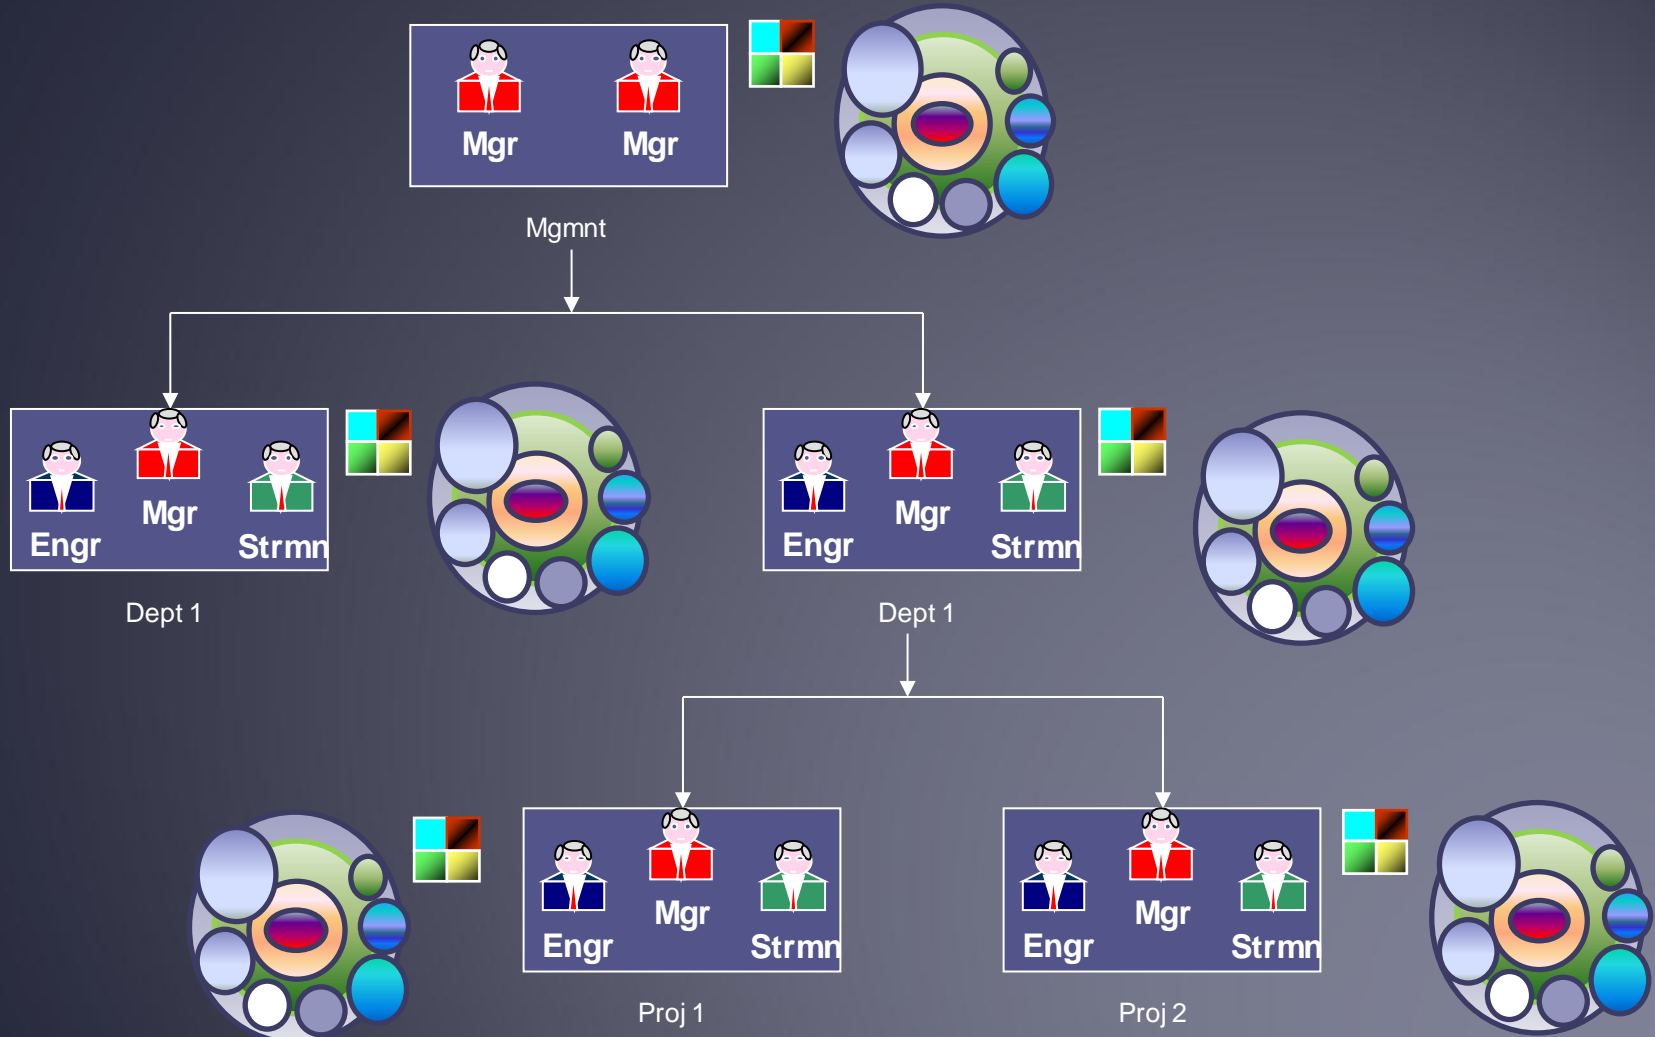 Mgr Mgr
Mgmnt
Engr Mgr Strmn Engr Mgr Strmn
Dept 1 Dept 1
Engr Mgr Strmn Engr Mgr Strmn
Proj 1 Proj 2